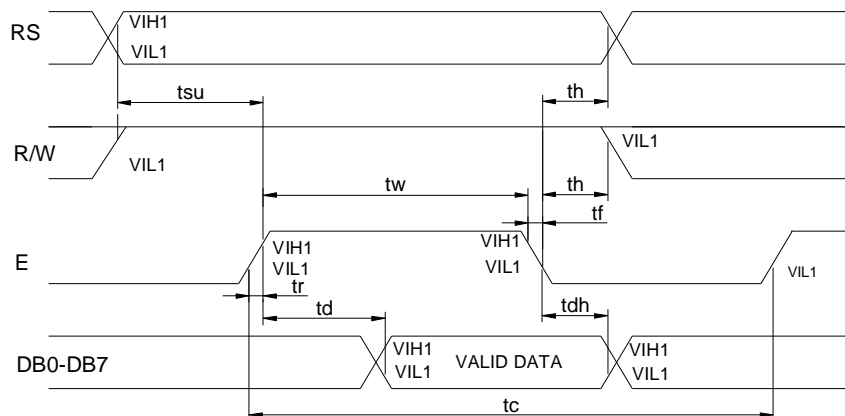 RS
VIH1
VIL1
tsu
th
R/W
VIL1
VIL1
tw
th
tf
E
VIH1
VIL1
VIH1
VIL1
VIL1
tr
td
tdh
DB0-DB7
VIH1
VIL1
VALID DATA
VIH1
VIL1
tc